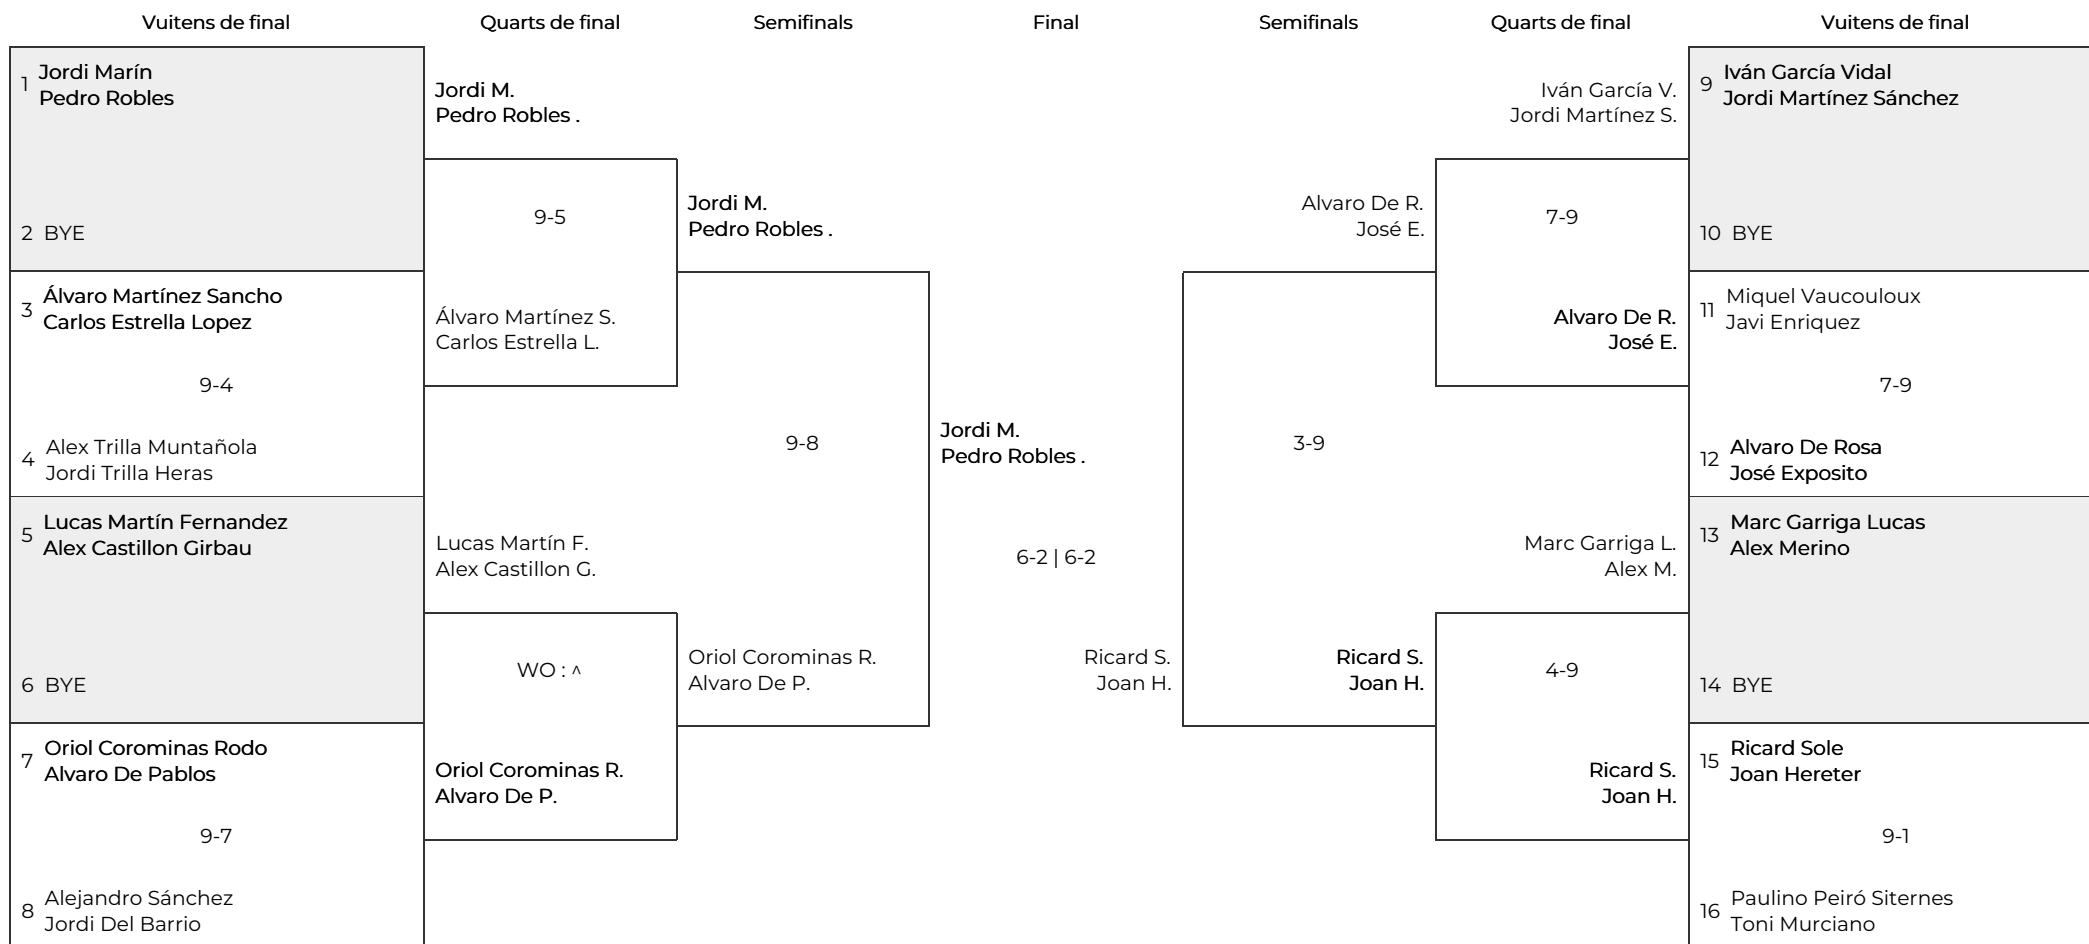 Vuitens de final
Quarts de final
Semifinals
Final
Semifinals
Quarts de final
Vuitens de final
1
Jordi Marín
Pedro Robles
2 BYE
3
Álvaro Martínez Sancho
Carlos Estrella Lopez
9-4
4
Alex Trilla Muntañola
Jordi Trilla Heras
5
Lucas Martín Fernandez
Alex Castillon Girbau
6 BYE
7
Oriol Corominas Rodo
Alvaro De Pablos
9-7
8
Alejandro Sánchez
Jordi Del Barrio
Jordi M.
Pedro Robles .
9-5
Álvaro Martínez S.
Carlos Estrella L.
Lucas Martín F.
Alex Castillon G.
WO : ^
Oriol Corominas R.
Alvaro De P.
Jordi M.
Pedro Robles .
9-8
Oriol Corominas R.
Alvaro De P.
Jordi M.
Pedro Robles .
6-2 | 6-2
Ricard S.
Joan H.
Alvaro De R.
José E.
3-9
Ricard S.
Joan H.
Iván García V.
Jordi Martínez S.
7-9
Alvaro De R.
José E.
Marc Garriga L.
Alex M.
4-9
Ricard S.
Joan H.
9
Iván García Vidal
Jordi Martínez Sánchez
10 BYE
11
Miquel Vaucouloux
Javi Enriquez
7-9
12
Alvaro De Rosa
José Exposito
13
Marc Garriga Lucas
Alex Merino
14 BYE
15
Ricard Sole
Joan Hereter
9-1
16
Paulino Peiró Siternes
Toni Murciano